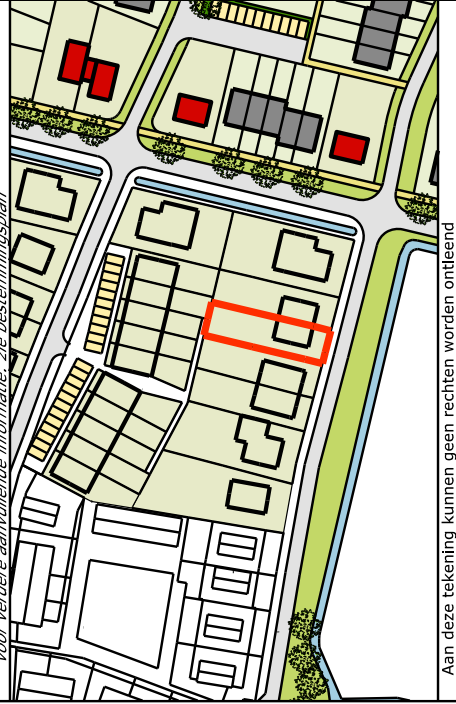 voor verdere aanvullende informatie, zie bestemmingsplan
Aan deze tekening kunnen geen rechten worden ontleend